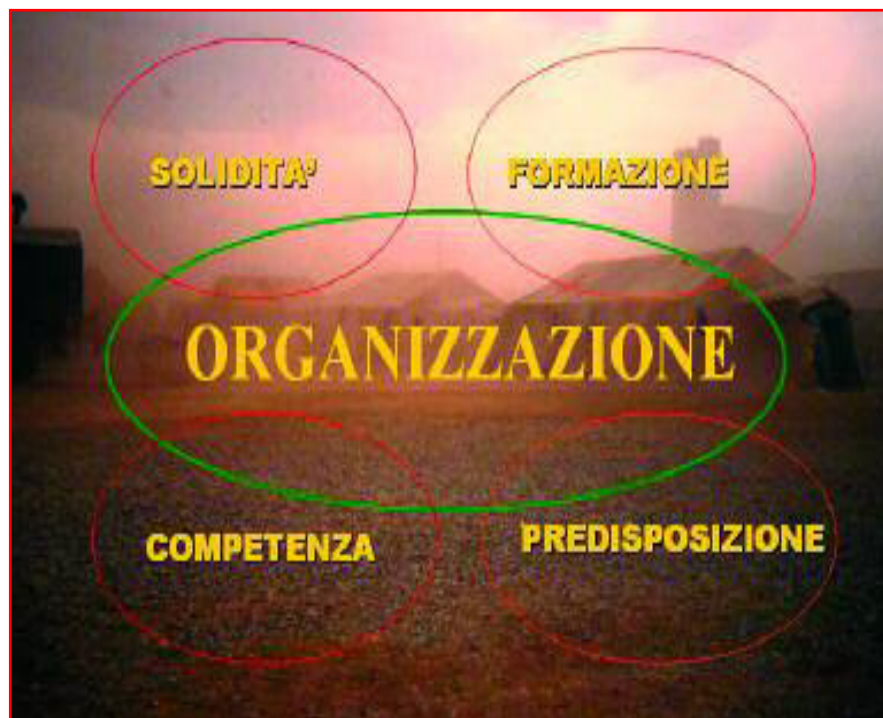 SOLIDITA'
FORMAZIONE
ORGANIZZAZIONE
COMPETENZA
PREDISPOSIZIONE